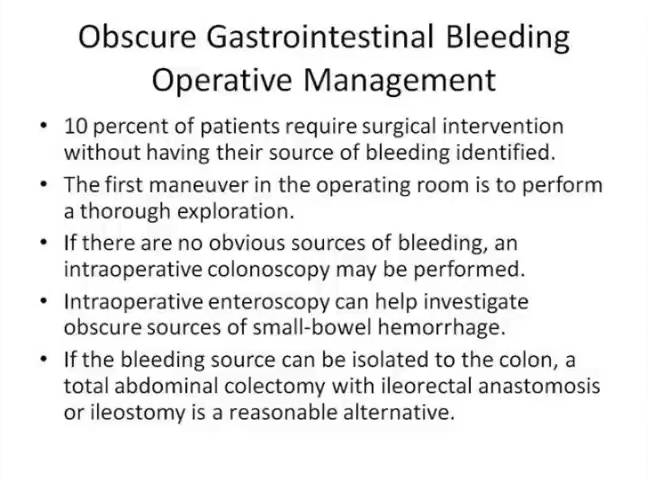 Obscure Gastrointestinal Bleeding
Operative Management
• 10 percent of patients require surgical intervention
without having their source of bleeding identified.
• The first maneuver in the operating room is to perform
a thorough exploration.
• If there are no obvious sources of bleeding, an
intraoperative colonoscopy may be performed.
• Intraoperative enteroscopy can help investigate
obscure sources of small-bowel hemorrhage.
• If the bleeding source can be isolated to the colon, a
total abdominal colectomy with ileorectal anastomosis
or ileostomy is a reasonable alternative.